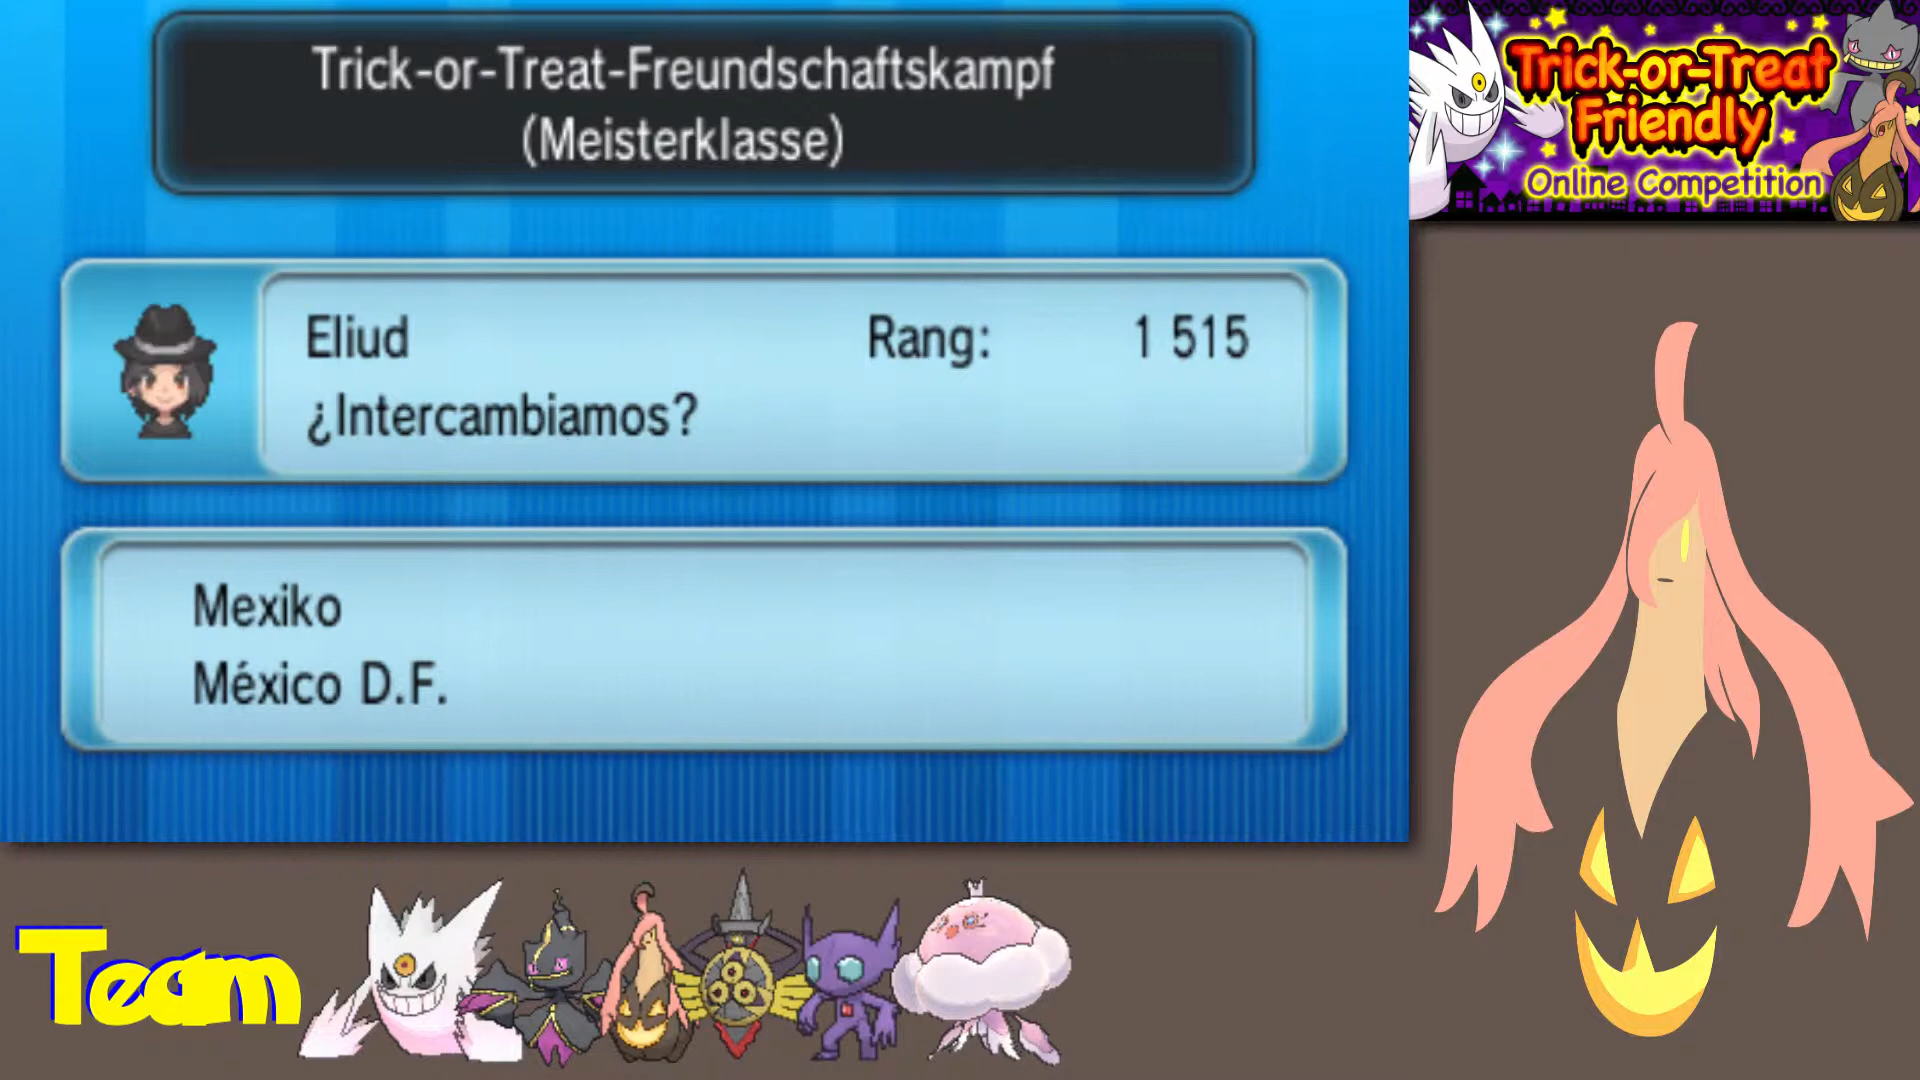 Trick-or-Treat-Freundschaftskampf
(Meisterklasse)
Trick-or-Treat
Friendly
Online Competition
Eliud Rang: 1 515
¿Intercambiamos?
Mexiko
México D.F.
Team